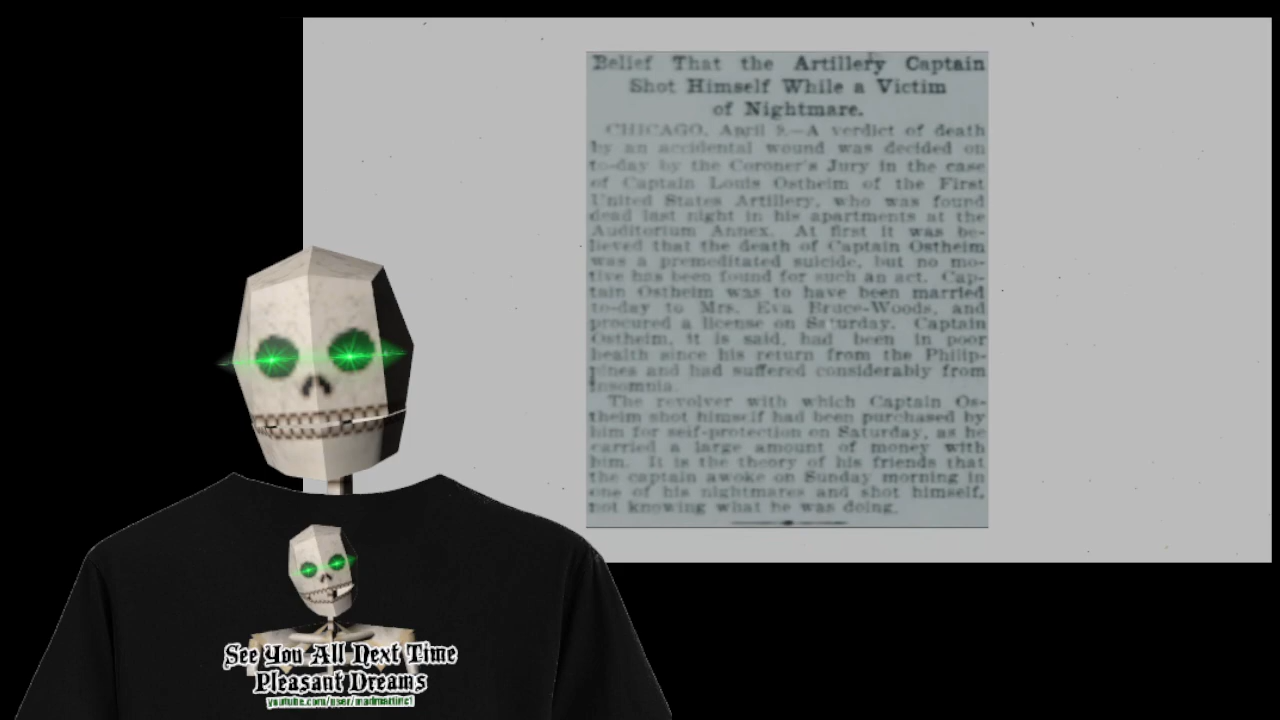 Belief That the Artillery Captain
Shot Himself While a Victim
of Nightmare.
CHICAGO, April 8.—A verdict of death
by an accidental wound was decided on
to-day by the Coroner's Jury in the case
of Captain Louis Ostheim of the First
United States Artillery, who was found
dead last night in his apartments at the
Auditorium Annex. At first it was be-
lieved that the death of Captain Ostheim
was a premeditated suicide, but no mo-
tive has been found for such an act. Cap-
tain Ostheim was to have been married
to-day to Mrs. Eva Bruce-Woods, and
procured a license on Saturday. Captain
Ostheim, it is said, had been in poor
health since his return from the Philip-
pines and had suffered considerably from
insomnia.
The revolver with which Captain Os-
theim shot himself had been purchased by
him for self-protection on Saturday, as he
carried a large amount of money with
him. It is the theory of his friends that
the captain awoke on Sunday morning in
one of his nightmares and shot himself,
not knowing what he was doing.
See You All Next Time
Pleasant Dreams